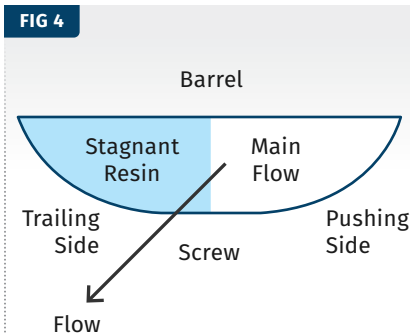 FIG 4
Barrel
Stagnant
Resin
Main
Flow
Trailing
Side
Pushing
Side
Screw
Flow